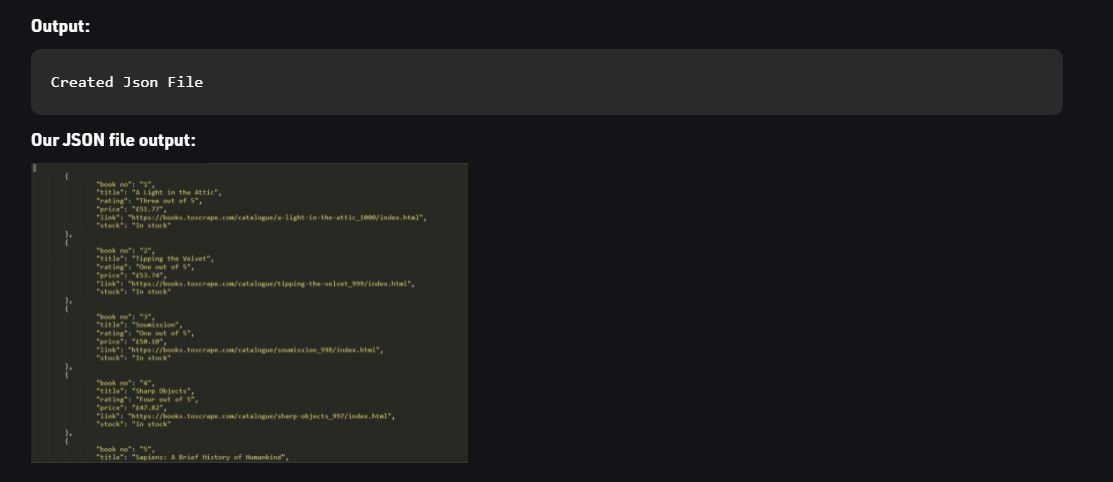 Output:
Created Json File
Our JSON file output:
[
{
"book no": "1",
"title": "A Light in the Attic",
"rating": "Three out of 5",
"price": "£51.77",
"link": "https://books.toscrape.com/catalogue/a-light-in-the-attic_1000/index.html",
"stock": "In stock"
},
{
"book no": "2",
"title": "Tipping the Velvet",
"rating": "One out of 5",
"price": "£53.74",
"link": "https://books.toscrape.com/catalogue/tipping-the-velvet_999/index.html",
"stock": "In stock"
},
{
"book no": "3",
"title": "Soumission",
"rating": "One out of 5",
"price": "£50.10",
"link": "https://books.toscrape.com/catalogue/soumission_998/index.html",
"stock": "In stock"
},
{
"book no": "4",
"title": "Sharp Objects",
"rating": "Four out of 5",
"price": "£47.82",
"link": "https://books.toscrape.com/catalogue/sharp-objects_997/index.html",
"stock": "In stock"
},
{
"book no": "5",
"title": "Sapiens: A Brief History of Humankind",